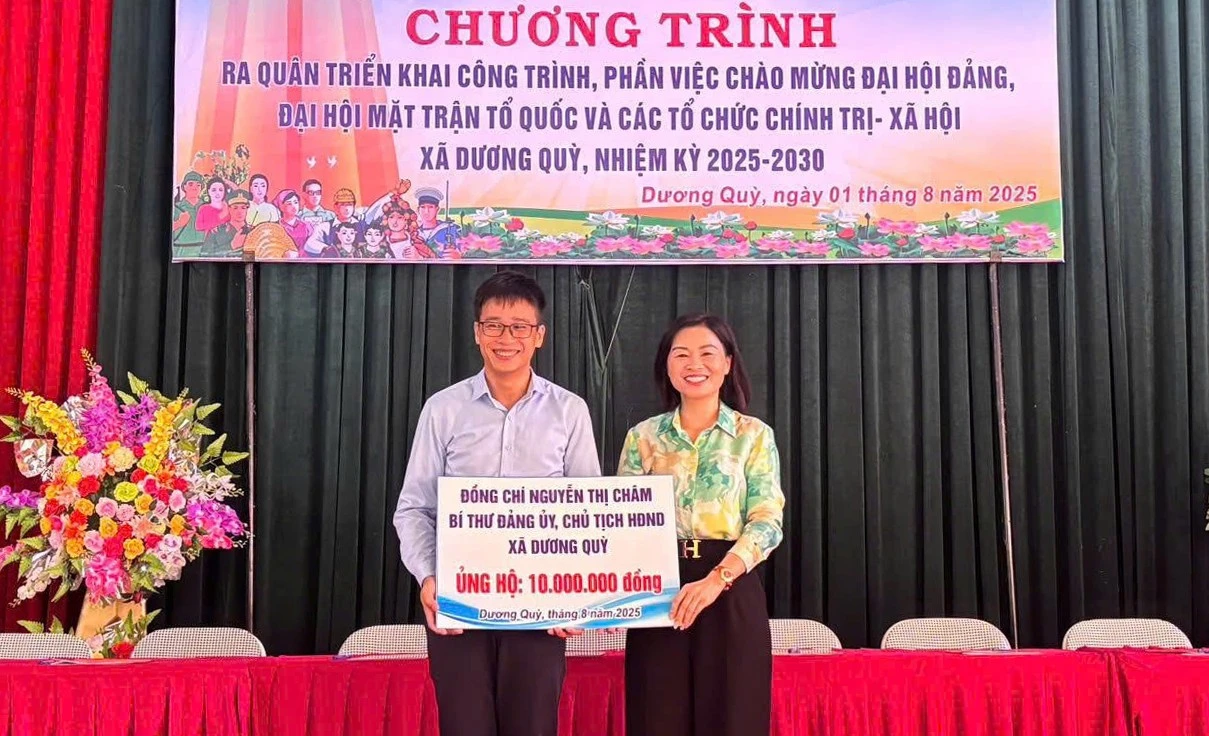 CHƯƠNG TRÌNH
RA QUÂN TRIỂN KHAI CÔNG TRÌNH, PHẦN VIỆC CHÀO MỪNG ĐẠI HỘI ĐẢNG,
ĐẠI HỘI MẶT TRẬN TỔ QUỐC VÀ CÁC TỔ CHỨC CHÍNH TRỊ- XÃ HỘI
XÃ DƯƠNG QUỲ, NHIỆM KỲ 2025-2030
Dương Quỳ, ngày 01 tháng 8 năm 2025
ĐỒNG CHÍ NGUYỄN THỊ CHÂM
BÍ THƯ ĐẢNG ỦY, CHỦ TỊCH HĐND
XÃ DƯƠNG QUỲ
ỦNG HỘ: 10.000.000 đồng
Dương Quỳ, tháng 8 năm 2025
H